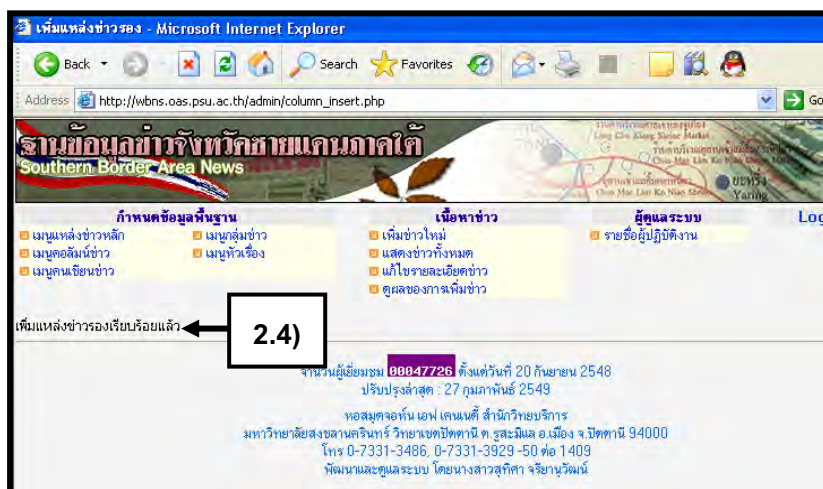 เพิ่มแหล่งข่าวรอง - Microsoft Internet Explorer
Back Search Favorites
Address http://wbns.oas.psu.ac.th/admin/column_insert.php Go
ฐานข้อมูลข่าวจังหวัดชายแดนภาคใต้
Southern Border Area News
ยะหริ่ง
Yaring
กำหนดข้อมูลพื้นฐาน เนื้อหาข่าว ผู้ดูแลระบบ Log
เมนูแหล่งข่าวหลัก เมนูกลุ่มข่าว เพิ่มข่าวใหม่ รายชื่อผู้ปฏิบัติงาน
เมนูคอลัมน์ข่าว เมนูหัวเรื่อง แสดงข่าวทั้งหมด
เมนูคนเขียนข่าว แก้ไขรายละเอียดข่าว
ดูผลของการเพิ่มข่าว
เพิ่มแหล่งข่าวรองเรียบร้อยแล้ว 2.4)
จำนวนผู้เยี่ยมชม 00047726 ตั้งแต่วันที่ 20 กันยายน 2548
ปรับปรุงล่าสุด : 27 กุมภาพันธ์ 2549
หอสมุดจอห์น เอฟ เคนเนดี้ สำนักวิทยบริการ
มหาวิทยาลัยสงขลานครินทร์ วิทยาเขตปัตตานี ต.รูสะมิแล อ.เมือง จ.ปัตตานี 94000
โทร 0-7331-3486, 0-7331-3929 -50 ต่อ 1409
พัฒนาและดูแลระบบ โดยนางสาวสุทิศา จริยานุวัฒน์